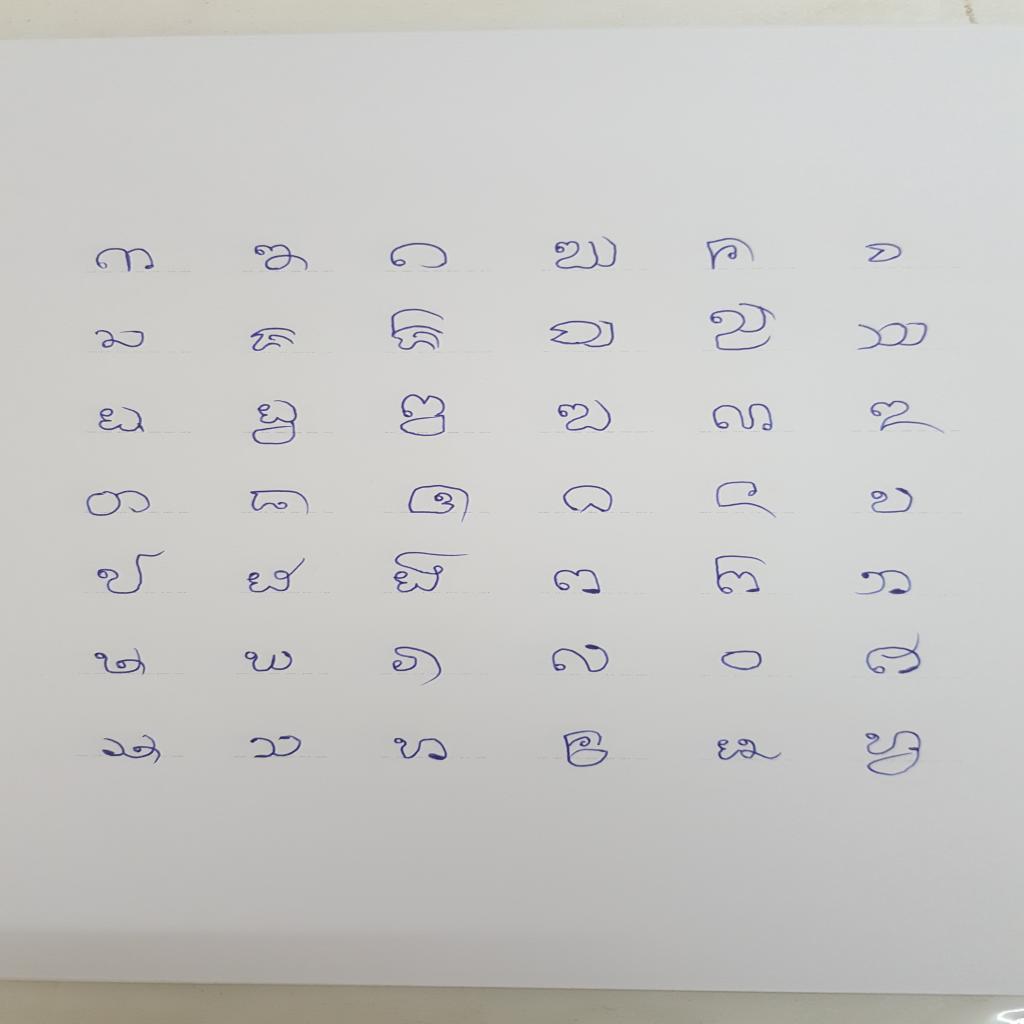 ᨠ ᨡ ᨢ ᨣ ᨤ ᨥ
ᨦ ᨧ ᨨ ᨩ ᨪ ᨫ
ᨬ ᨭ ᨮ ᨯ ᨰ ᨱ
ᨲ ᨳ ᨴ ᨵ ᨶ ᨷ
ᨸ ᨹ ᨺ ᨻ ᨼ ᨽ
ᨾ ᨿ ᩁ ᩃ ᩅ ᩆ
ᩇ ᩈ ᩉ ᩊ ᩋ ᩌ